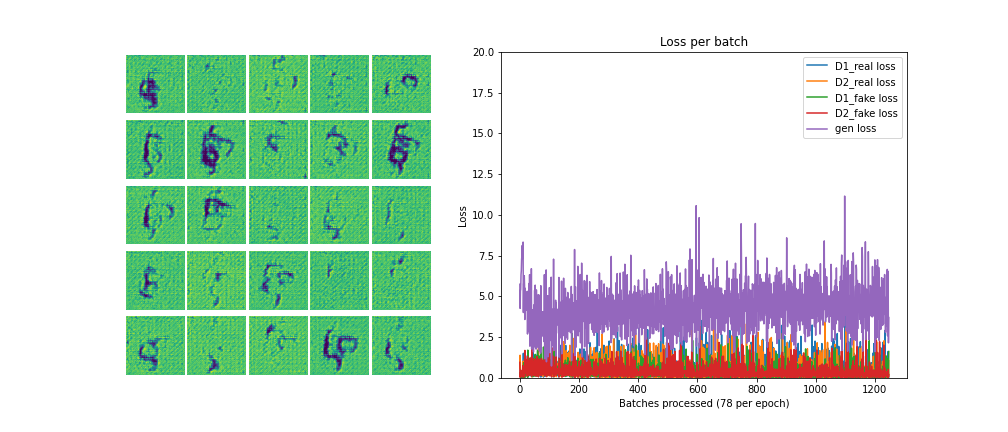 Loss per batch
20.0
17.5
15.0
12.5
10.0
7.5
5.0
2.5
0.0
Loss
D1_real loss
D2_real loss
D1_fake loss
D2_fake loss
gen loss
0 200 400 600 800 1000 1200
Batches processed (78 per epoch)